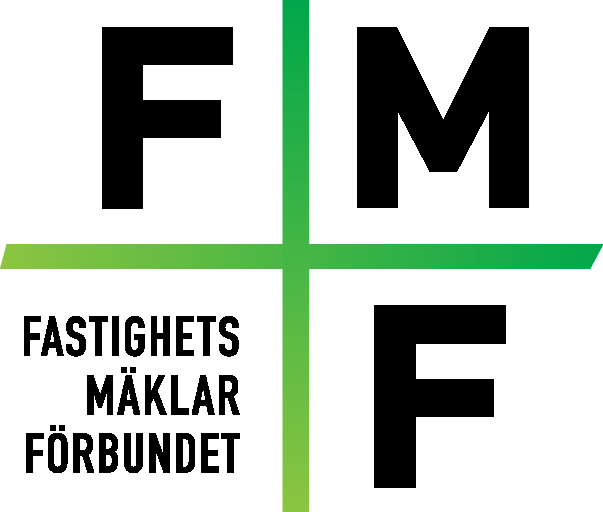 F M
FASTIGHETS
MÄKLAR
FÖRBUNDET
F